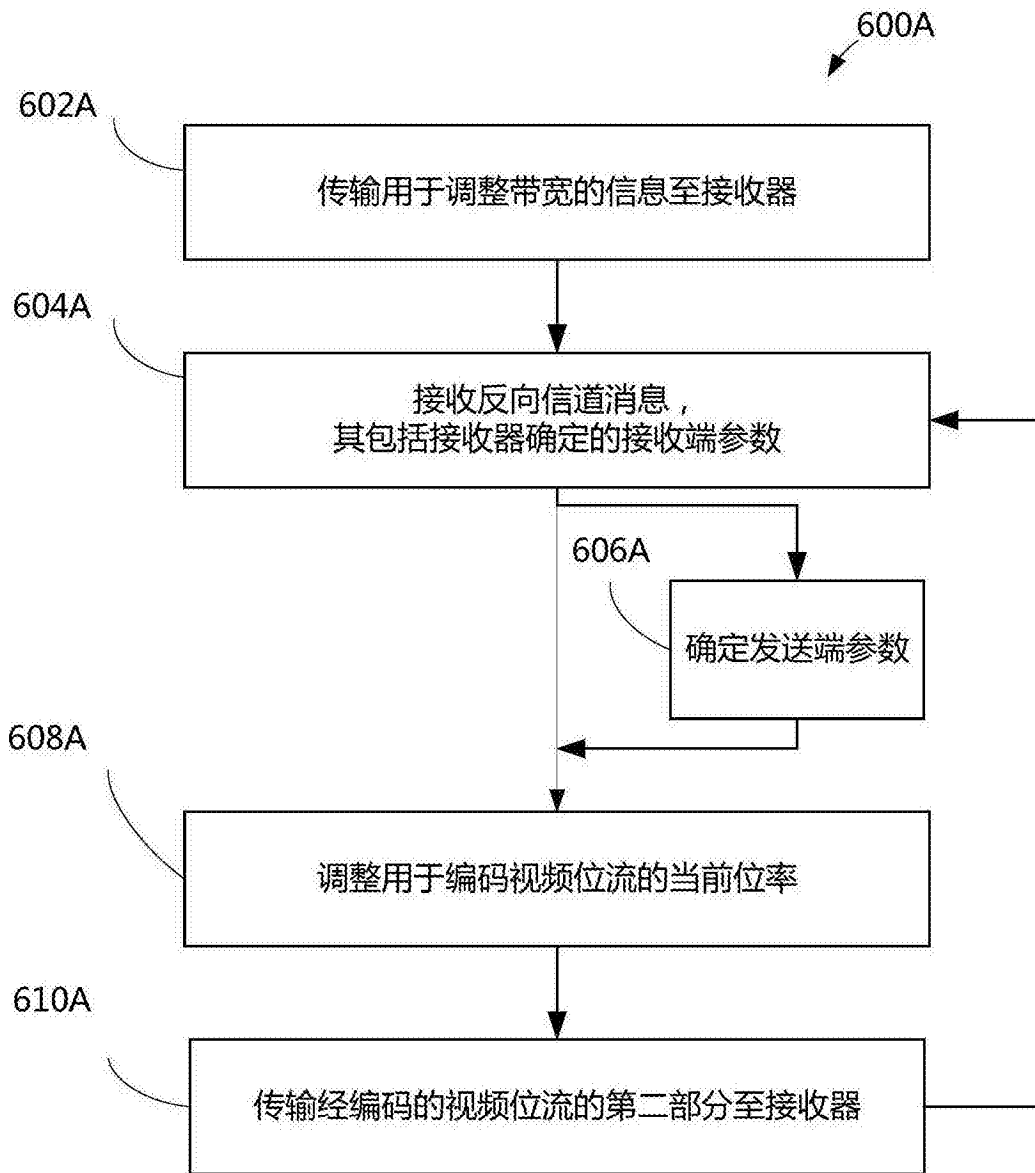 600A
602A
传输用于调整带宽的信息至接收器
604A
接收反向信道消息，
其包括接收器确定的接收端参数
606A
确定发送端参数
608A
调整用于编码视频位流的当前位率
610A
传输经编码的视频位流的第二部分至接收器